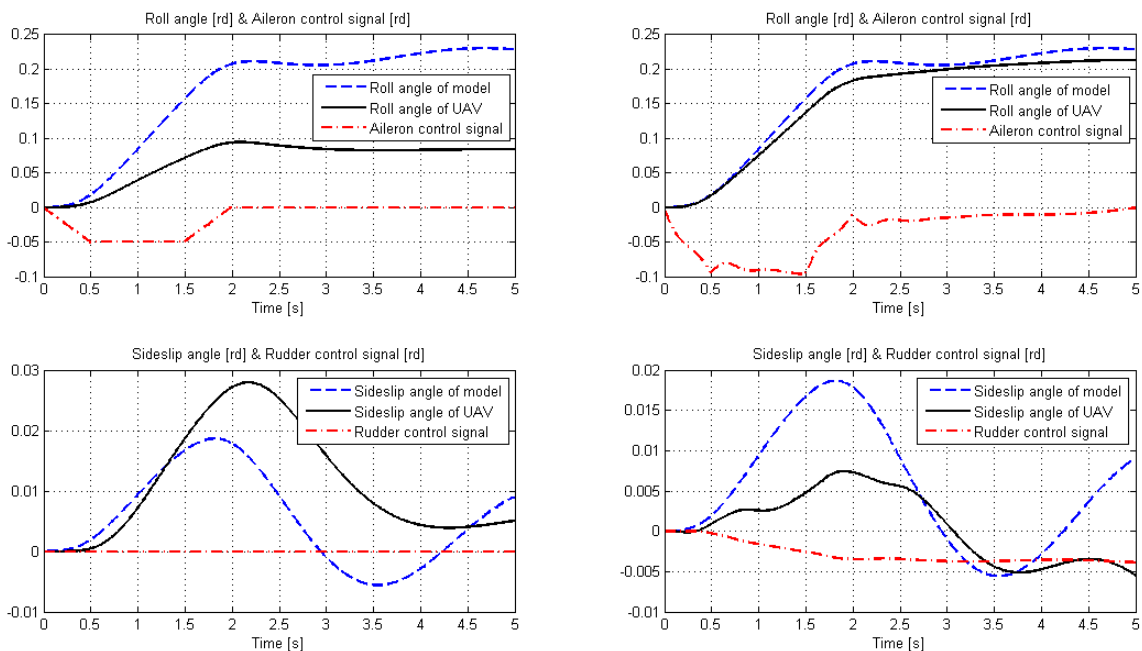 Roll angle [rd] & Aileron control signal [rd]
0.25
0.2
0.15
0.1
0.05
0
-0.05
-0.1
Roll angle of model
Roll angle of UAV
Aileron control signal
0 0.5 1 1.5 2 2.5 3 3.5 4 4.5 5
Time [s]
Roll angle [rd] & Aileron control signal [rd]
0.25
0.2
0.15
0.1
0.05
0
-0.05
-0.1
Roll angle of model
Roll angle of UAV
Aileron control signal
0 0.5 1 1.5 2 2.5 3 3.5 4 4.5 5
Time [s]
Sideslip angle [rd] & Rudder control signal [rd]
0.03
0.02
0.01
0
-0.01
Sideslip angle of model
Sideslip angle of UAV
Rudder control signal
0 0.5 1 1.5 2 2.5 3 3.5 4 4.5 5
Time [s]
Sideslip angle [rd] & Rudder control signal [rd]
0.02
0.015
0.01
0.005
0
-0.005
-0.01
Sideslip angle of model
Sideslip angle of UAV
Rudder control signal
0 0.5 1 1.5 2 2.5 3 3.5 4 4.5 5
Time [s]